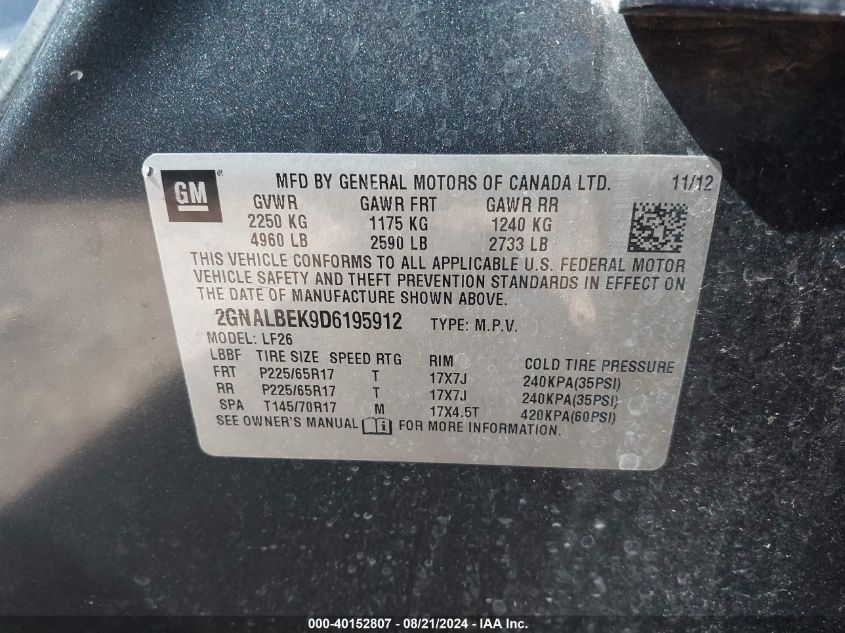 GM
MFD BY GENERAL MOTORS OF CANADA LTD. 11/12
GVWR GAWR FRT GAWR RR
2250 KG 1175 KG 1240 KG
4960 LB 2590 LB 2733 LB
THIS VEHICLE CONFORMS TO ALL APPLICABLE U.S. FEDERAL MOTOR
VEHICLE SAFETY AND THEFT PREVENTION STANDARDS IN EFFECT ON
THE DATE OF MANUFACTURE SHOWN ABOVE.
2GNALBEK9D6195912 TYPE: M.P.V.
MODEL: LF26
LBBF TIRE SIZE SPEED RTG RIM COLD TIRE PRESSURE
FRT P225/65R17 T 17X7J 240KPA(35PSI)
RR P225/65R17 T 17X7J 240KPA(35PSI)
SPA T145/70R17 M 17X4.5T 420KPA(60PSI)
SEE OWNER'S MANUAL i FOR MORE INFORMATION.
000-40152807 - 08/21/2024 - IAAI.com